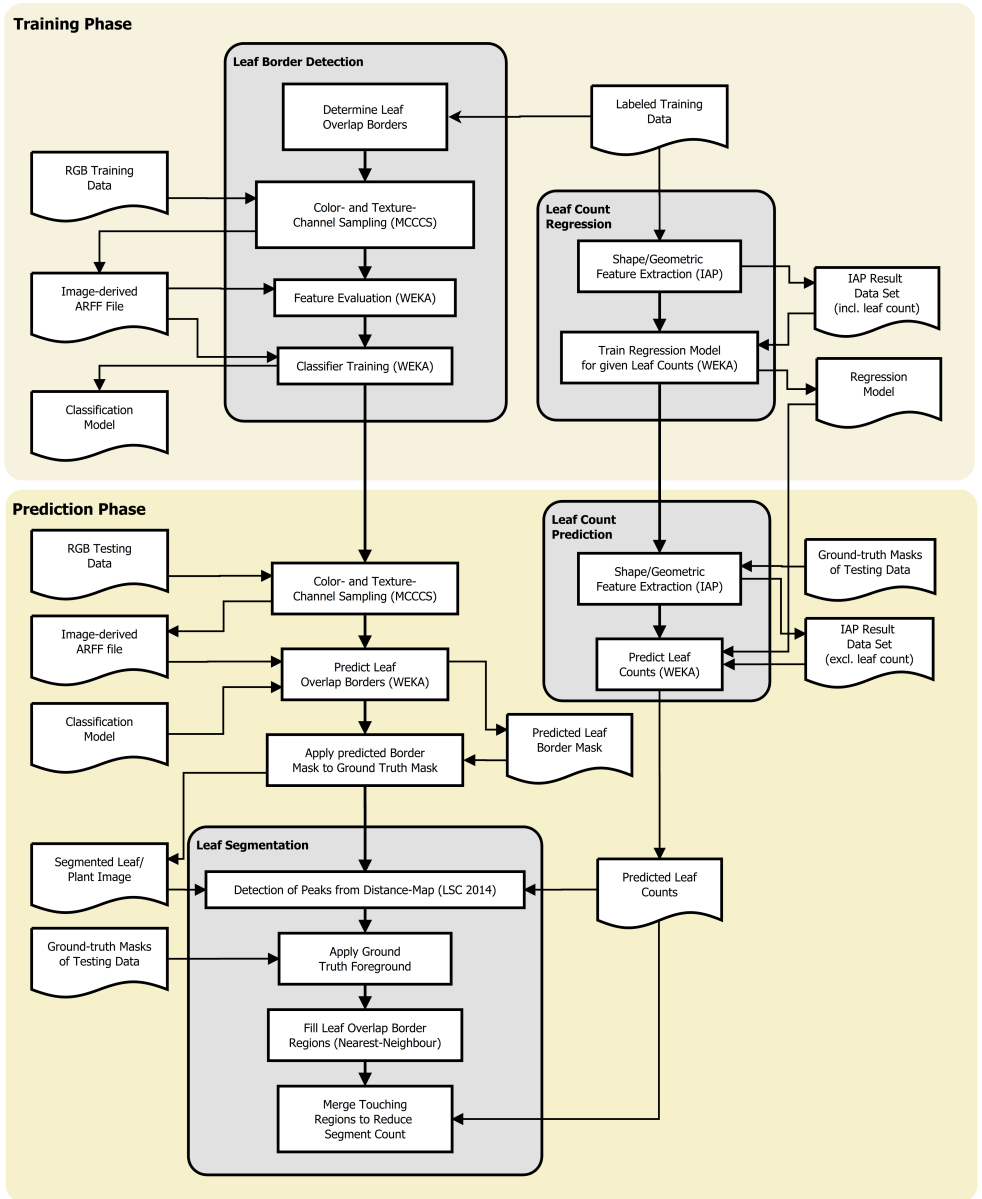 Training Phase
Leaf Border Detection
Determine Leaf
Overlap Borders
Labeled Training
Data
RGB Training
Data
Color- and Texture-
Channel Sampling (MCCCS)
Leaf Count
Regression
Shape/Geometric
Feature Extraction (IAP)
IAP Result
Data Set
(incl. leaf count)
Image-derived
ARFF File
Feature Evaluation (WEKA)
Train Regression Model
for given Leaf Counts (WEKA)
Classifier Training (WEKA)
Regression
Model
Classification
Model
Prediction Phase
Leaf Count
Prediction
RGB Testing
Data
Color- and Texture-
Channel Sampling (MCCCS)
Shape/Geometric
Feature Extraction (IAP)
Ground-truth Masks
of Testing Data
Image-derived
ARFF file
Predict Leaf
Overlap Borders (WEKA)
Predict Leaf
Counts (WEKA)
IAP Result
Data Set
(excl. leaf count)
Classification
Model
Apply predicted Border
Mask to Ground Truth Mask
Predicted Leaf
Border Mask
Leaf Segmentation
Segmented Leaf/
Plant Image
Detection of Peaks from Distance-Map (LSC 2014)
Predicted Leaf
Counts
Ground-truth Masks
of Testing Data
Apply Ground
Truth Foreground
Fill Leaf Overlap Border
Regions (Nearest-Neighbour)
Merge Touching
Regions to Reduce
Segment Count